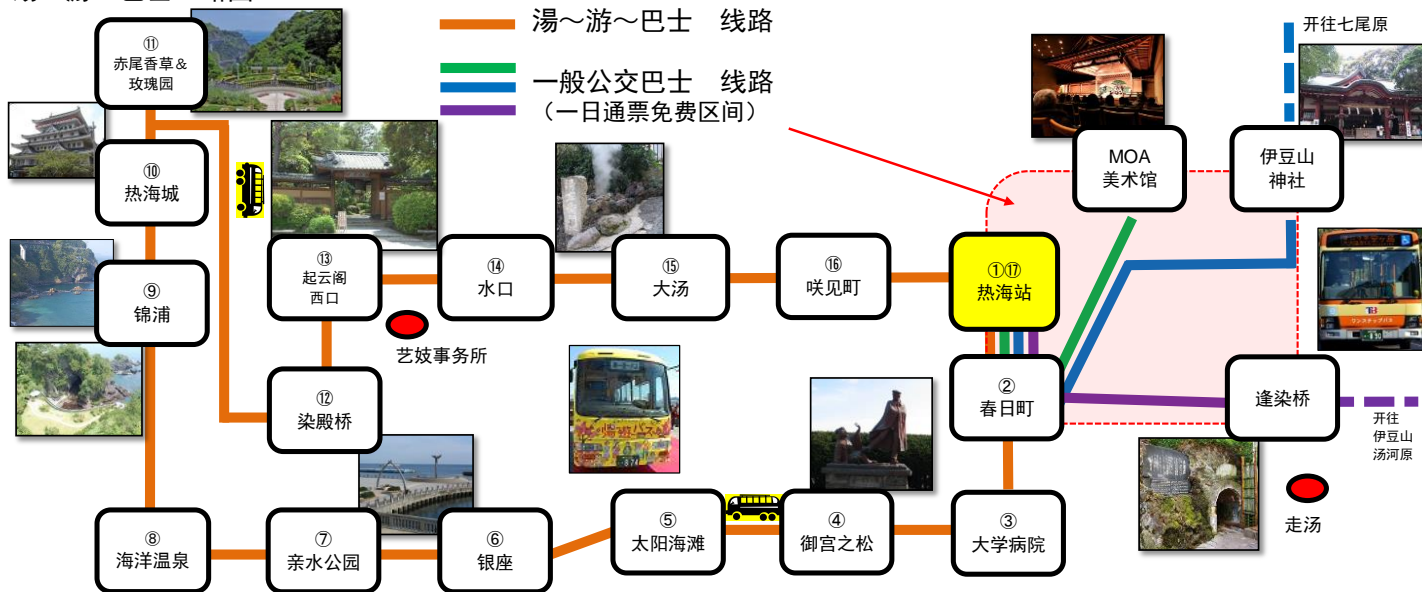 湯～游～巴士　线路
一般公交巴士　线路
（一日通票免费区间）
开往七尾原
⑪
赤尾香草＆
玫瑰园
MOA
美术馆
伊豆山
神社
⑩
热海城
⑬
起云阁
西口
⑭
水口
⑮
大汤
⑯
咲见町
①⑰
热海站
⑨
锦浦
艺妓事务所
⑫
染殿桥
②
春日町
逢染桥
开往
伊豆山
汤河原
⑧
海洋温泉
⑦
亲水公园
⑥
银座
⑤
太阳海滩
④
御宫之松
③
大学病院
走汤